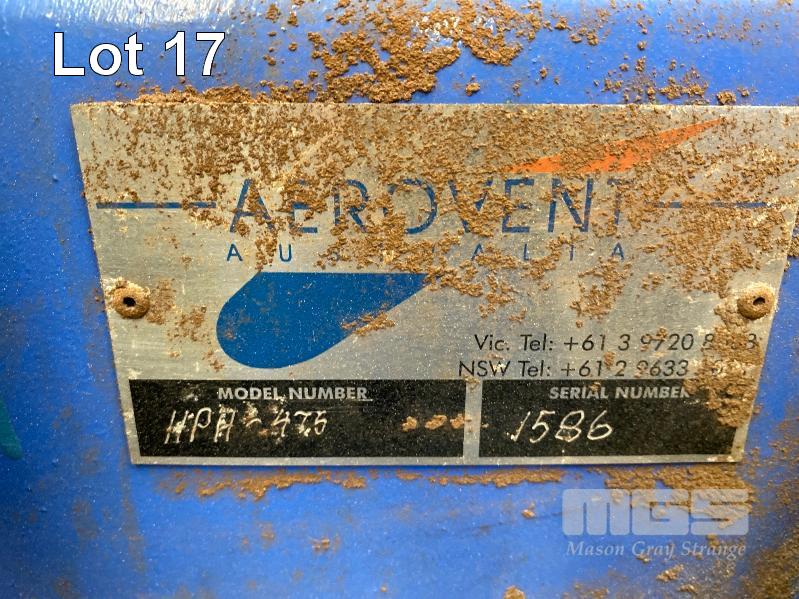 Lot 17
AEROVENT
AUSTRALIA
Vic. Tel: +61 3 9720
NSW Tel: +61 2 9633
MODEL NUMBER
SERIAL NUMBER
1586
MGS
Mason Gray Strange